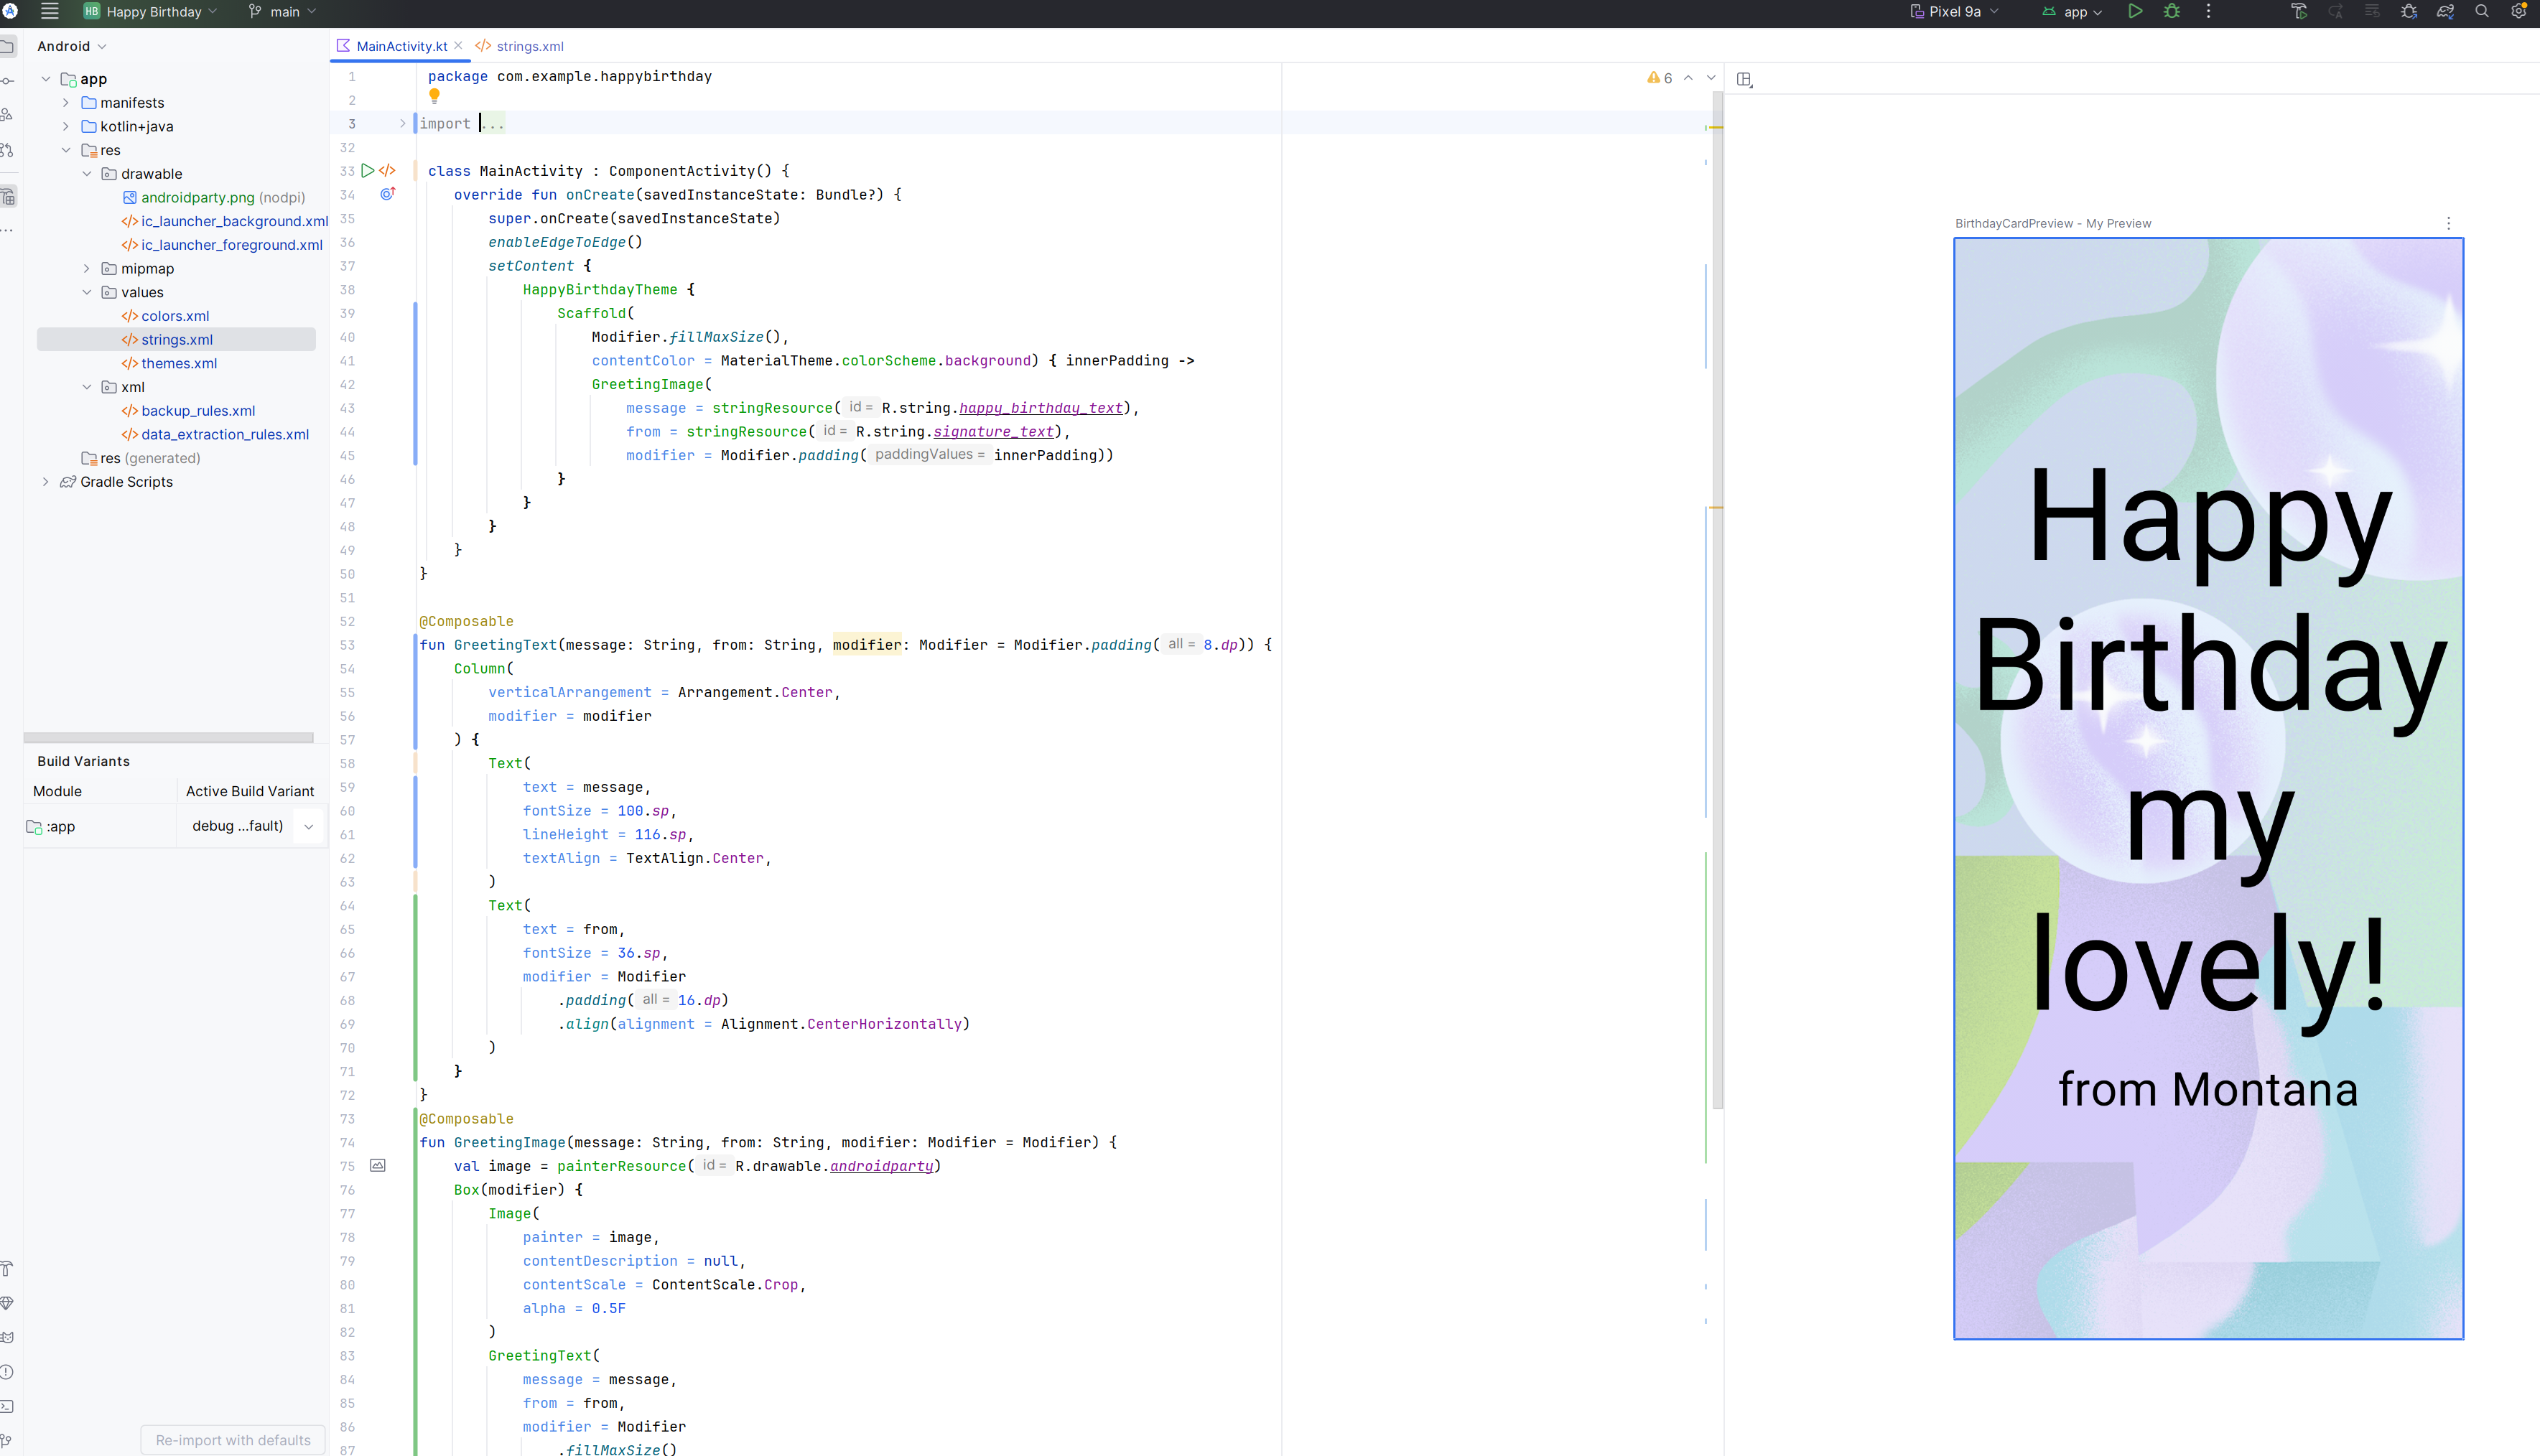 HB Happy Birthday main Pixel 9a app
Android
app
manifests
kotlin+java
res
drawable
androidparty.png (nodpi)
ic_launcher_background.xml
ic_launcher_foreground.xml
mipmap
values
colors.xml
strings.xml
themes.xml
xml
backup_rules.xml
data_extraction_rules.xml
res (generated)
Gradle Scripts
Build Variants
Module Active Build Variant
:app debug ...fault)
Re-import with defaults
MainActivity.kt strings.xml
6
1 package com.example.happybirthday
2
3 import ...
32
33 class MainActivity : ComponentActivity() {
34 override fun onCreate(savedInstanceState: Bundle?) {
35 super.onCreate(savedInstanceState)
36 enableEdgeToEdge()
37 setContent {
38 HappyBirthdayTheme {
39 Scaffold(
40 Modifier.fillMaxSize(),
41 contentColor = MaterialTheme.colorScheme.background) { innerPadding ->
42 GreetingImage(
43 message = stringResource( id = R.string.happy_birthday_text),
44 from = stringResource( id = R.string.signature_text),
45 modifier = Modifier.padding( paddingValues = innerPadding))
46 }
47 }
48 }
49 }
50 }
51
52 @Composable
53 fun GreetingText(message: String, from: String, modifier: Modifier = Modifier.padding( all = 8.dp)) {
54 Column(
55 verticalArrangement = Arrangement.Center,
56 modifier = modifier
57 ) {
58 Text(
59 text = message,
60 fontSize = 100.sp,
61 lineHeight = 116.sp,
62 textAlign = TextAlign.Center,
63 )
64 Text(
65 text = from,
66 fontSize = 36.sp,
67 modifier = Modifier
68 .padding( all = 16.dp)
69 .align(alignment = Alignment.CenterHorizontally)
70 )
71 }
72 }
73 @Composable
74 fun GreetingImage(message: String, from: String, modifier: Modifier = Modifier) {
75 val image = painterResource( id = R.drawable.androidparty)
76 Box(modifier) {
77 Image(
78 painter = image,
79 contentDescription = null,
80 contentScale = ContentScale.Crop,
81 alpha = 0.5F
82 )
83 GreetingText(
84 message = message,
85 from = from,
86 modifier = Modifier
87 .fillMaxSize()
BirthdayCardPreview - My Preview
Happy
Birthday
my
lovely!
from Montana